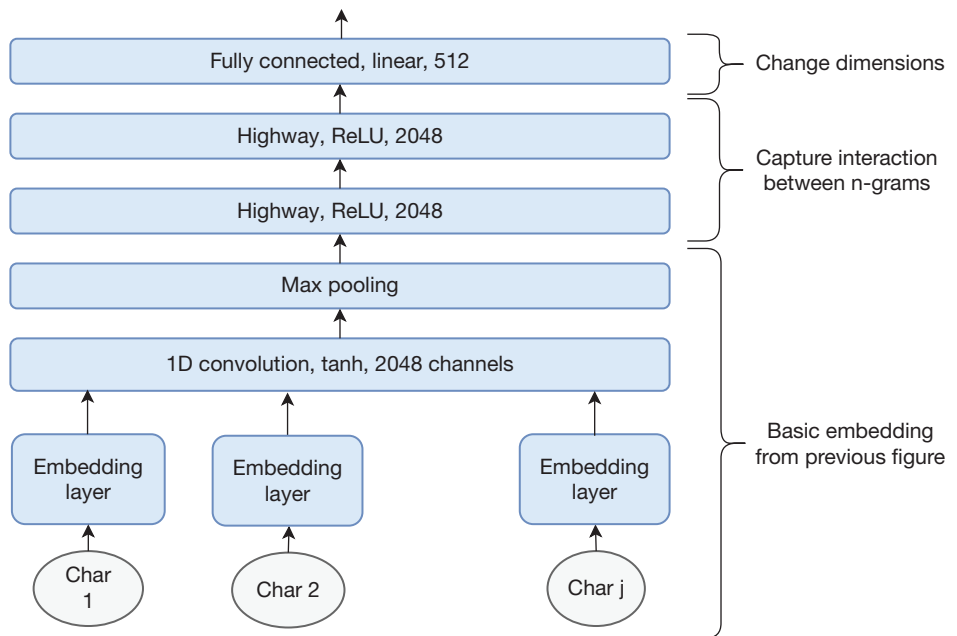 Fully connected, linear, 512
Change dimensions
Highway, ReLU, 2048
Capture interaction
between n-grams
Highway, ReLU, 2048
Max pooling
1D convolution, tanh, 2048 channels
Basic embedding
from previous figure
Embedding
layer
Embedding
layer
Embedding
layer
Char
1
Char 2
Char j